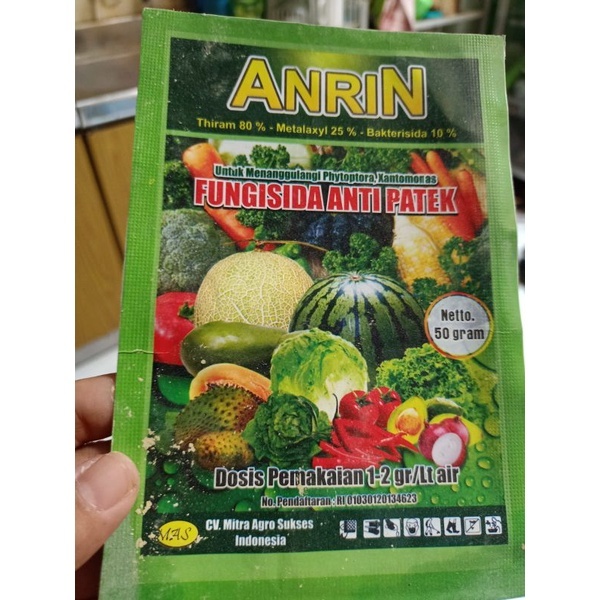 ANRIN
Thiram 80 % - Metalaxyl 25 % - Bakterisida 10 %
Untuk Menanggulangi Phytoptora, Xantomonas
FUNGISIDA ANTI PATEK
Netto.
50 gram
Dosis Pemakaian 1-2 gr/Lt air
No. Pendaftaran : RI 01030120134623
MAS
CV. Mitra Agro Sukses
Indonesia